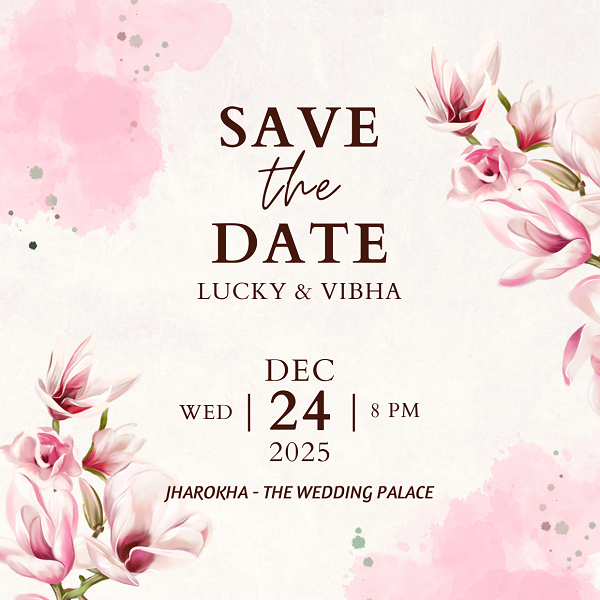 SAVE
the
DATE
LUCKY & VIBHA
DEC
WED | 24 | 8 PM
2025
JHAROKHA - THE WEDDING PALACE